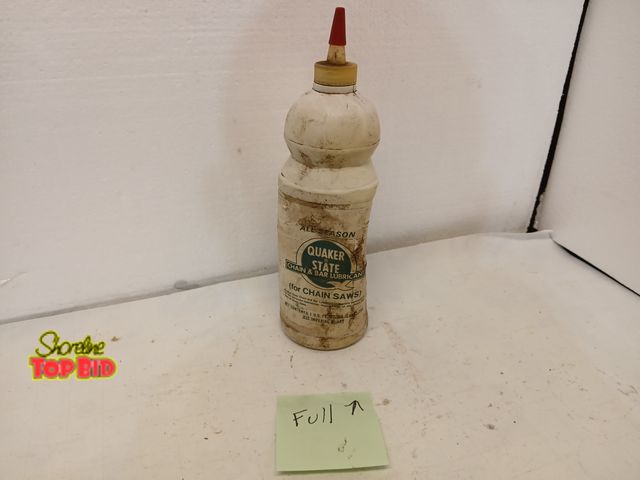 ALL SEASON
QUAKER
STATE
CHAIN & BAR LUBRICANT
(for CHAIN SAWS)
Shoreline
TOP BID
Full ↑